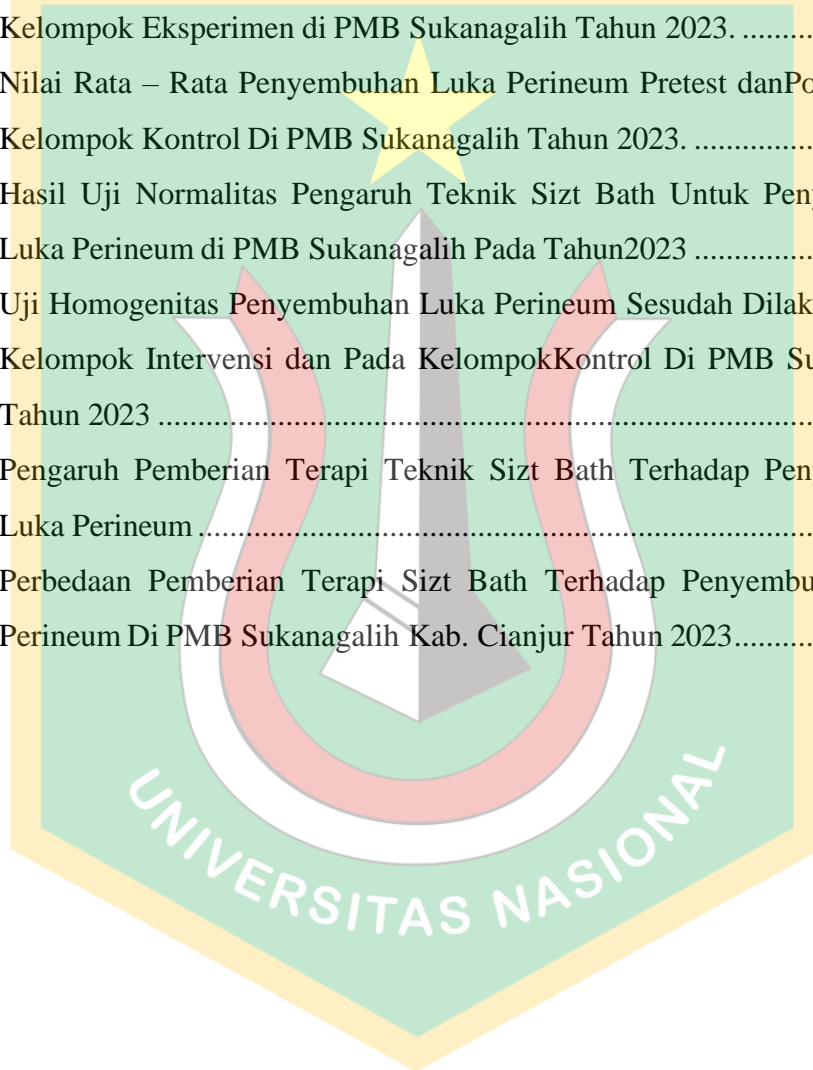 Kelompok Eksperimen di PMB Sukanagalih Tahun 2023. ..........
Nilai Rata – Rata Penyembuhan Luka Perineum Pretest danPo
Kelompok Kontrol Di PMB Sukanagalih Tahun 2023. ................
Hasil Uji Normalitas Pengaruh Teknik Sizt Bath Untuk Pen
Luka Perineum di PMB Sukanagalih Pada Tahun2023 ................
Uji Homogenitas Penyembuhan Luka Perineum Sesudah Dilak
Kelompok Intervensi dan Pada KelompokKontrol Di PMB Su
Tahun 2023 ................................................................................
Pengaruh Pemberian Terapi Teknik Sizt Bath Terhadap Pen
Luka Perineum ...........................................................................
Perbedaan Pemberian Terapi Sizt Bath Terhadap Penyembu
Perineum Di PMB Sukanagalih Kab. Cianjur Tahun 2023..........
UNIVERSITAS NASIONAL